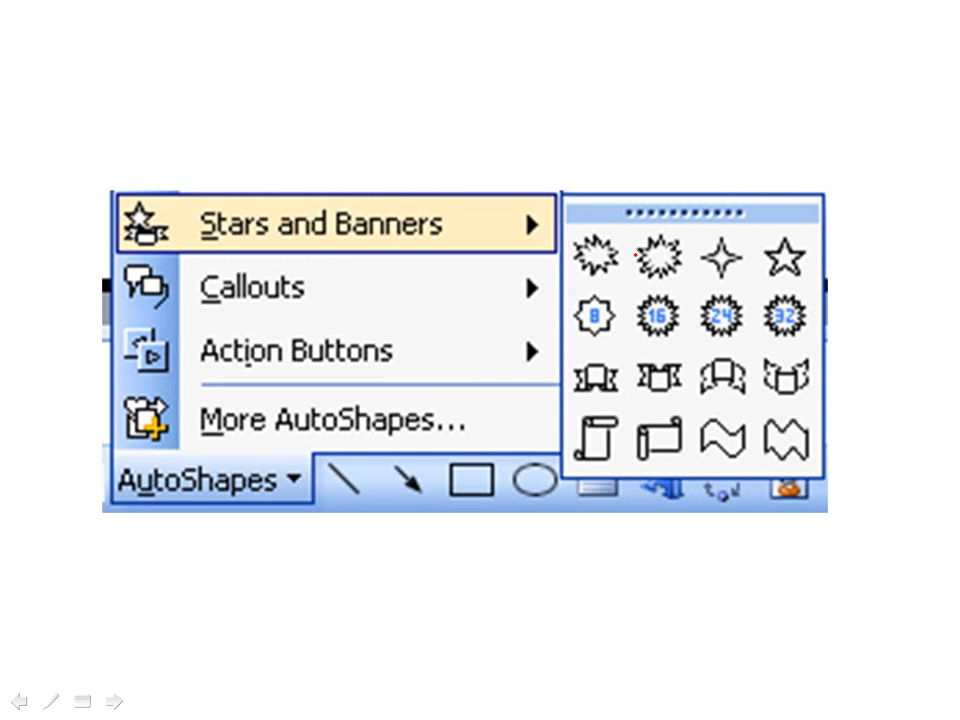 Stars and Banners
Callouts
8 16 24 32
Action Buttons
More AutoShapes...
AutoShapes